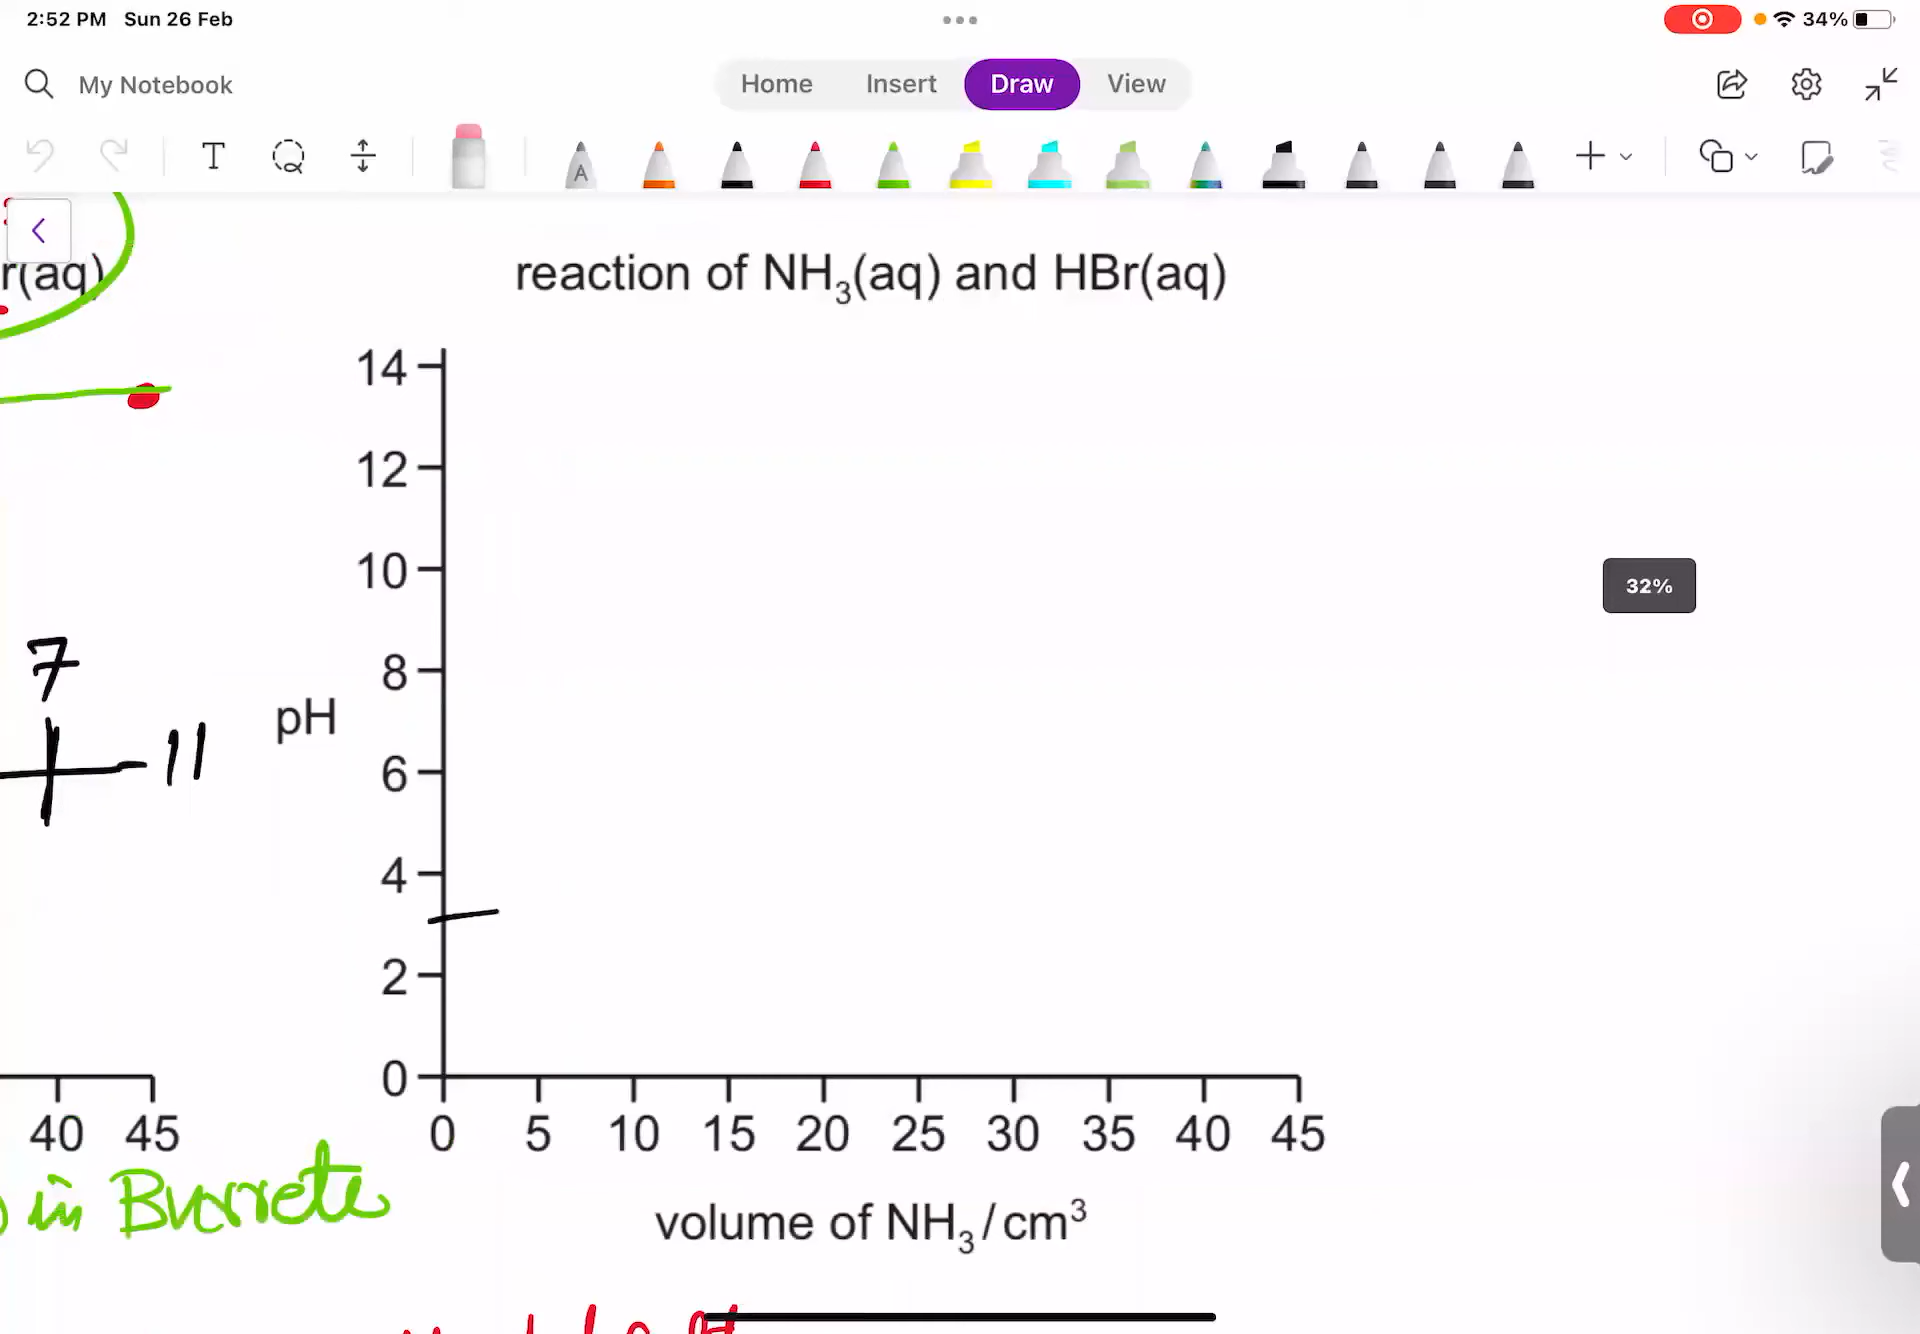 2:52 PM Sun 26 Feb
34%
My Notebook
Home Insert Draw View
T
A
r(aq)
reaction of NH₃(aq) and HBr(aq)
14
12
10
32%
7
8
pH
11
6
4
2
0
40 45
0 5 10 15 20 25 30 35 40 45
in Burrete
volume of NH₃/cm³